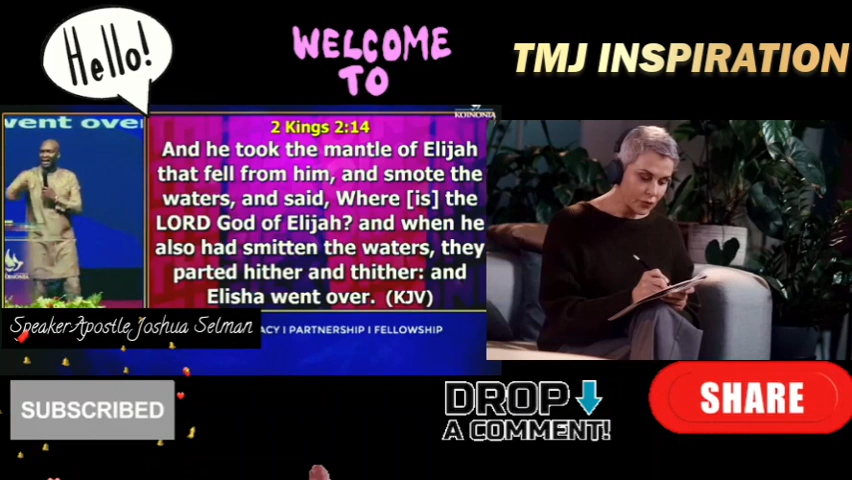 Hello!
WELCOME
TO
TMJ INSPIRATION
went over
KOINONIA
2 Kings 2:14
And he took the mantle of Elijah
that fell from him, and smote the
waters, and said, Where [is] the
LORD God of Elijah? and when he
also had smitten the waters, they
parted hither and thither: and
Elisha went over. (KJV)
Speaker Apostle Joshua Selman
ACY I PARTNERSHIP I FELLOWSHIP
SUBSCRIBED
DROP
A COMMENT!
SHARE